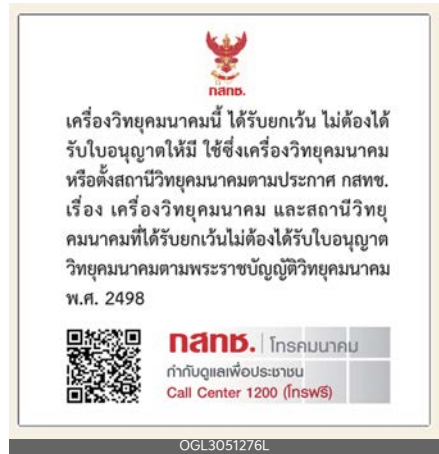 กสทช.
เครื่องวิทยุคมนาคมนี้ ได้รับยกเว้น ไม่ต้องได้
รับใบอนุญาตให้มี ใช้ซึ่งเครื่องวิทยุคมนาคม
หรือตั้งสถานีวิทยุคมนาคมตามประกาศ กสทช.
เรื่อง เครื่องวิทยุคมนาคม และสถานีวิทยุ
คมนาคมที่ได้รับยกเว้นไม่ต้องได้รับใบอนุญาต
วิทยุคมนาคมตามพระราชบัญญัติวิทยุคมนาคม
พ.ศ. 2498
กสทช. | โทรคมนาคม
กำกับดูแลเพื่อประชาชน
Call Center 1200 (โทรฟรี)
OGL3051276L